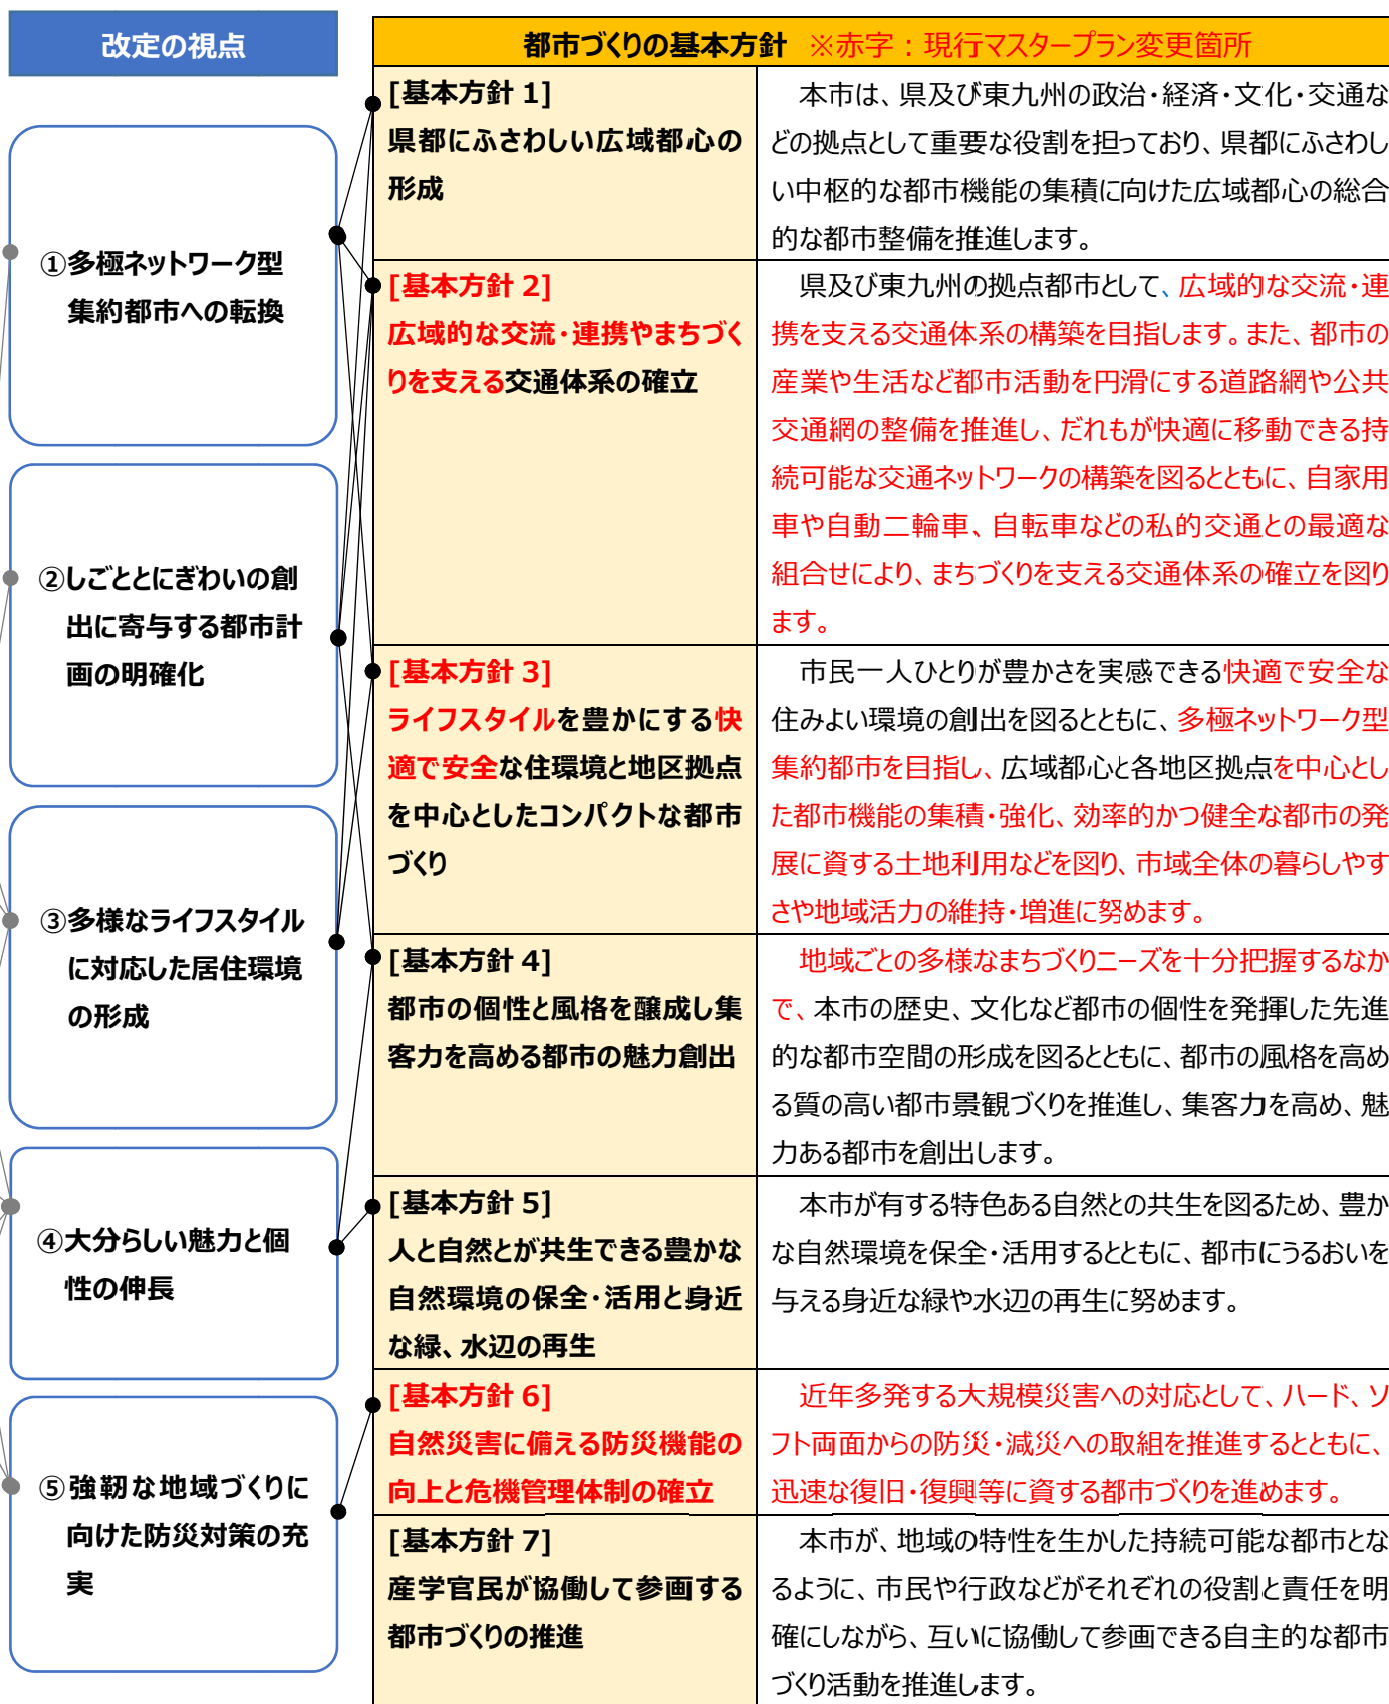 改定の視点
①多極ネットワーク型
集約都市への転換
②しごととにぎわいの創
出に寄与する都市計
画の明確化
③多様なライフスタイル
に対応した居住環境
の形成
④大分らしい魅力と個
性の伸長
⑤強靭な地域づくりに
向けた防災対策の充
実
都市づくりの基本方針 ※赤字：現行マスタープラン変更箇所
[基本方針 1]
県都にふさわしい広域都心の
形成
本市は、県及び東九州の政治・経済・文化・交通な
どの拠点として重要な役割を担っており、県都にふさわし
い中枢的な都市機能の集積に向けた広域都心の総合
的な都市整備を推進します。
[基本方針 2]
広域的な交流・連携やまちづく
りを支える交通体系の確立
県及び東九州の拠点都市として、広域的な交流・連
携を支える交通体系の構築を目指します。また、都市の
産業や生活など都市活動を円滑にする道路網や公共
交通網の整備を推進し、だれもが快適に移動できる持
続可能な交通ネットワークの構築を図るとともに、自家用
車や自動二輪車、自転車などの私的交通との最適な
組合せにより、まちづくりを支える交通体系の確立を図り
ます。
[基本方針 3]
ライフスタイルを豊かにする快
適で安全な住環境と地区拠点
を中心としたコンパクトな都市
づくり
市民一人ひとりが豊かさを実感できる快適で安全な
住みよい環境の創出を図るとともに、多極ネットワーク型
集約都市を目指し、広域都心と各地区拠点を中心とし
た都市機能の集積・強化、効率的かつ健全な都市の発
展に資する土地利用などを図り、市域全体の暮らしやす
さや地域活力の維持・増進に努めます。
[基本方針 4]
都市の個性と風格を醸成し集
客力を高める都市の魅力創出
地域ごとの多様なまちづくりニーズを十分把握するなか
で、本市の歴史、文化など都市の個性を発揮した先進
的な都市空間の形成を図るとともに、都市の風格を高め
る質の高い都市景観づくりを推進し、集客力を高め、魅
力ある都市を創出します。
[基本方針 5]
人と自然とが共生できる豊かな
自然環境の保全・活用と身近
な緑、水辺の再生
本市が有する特色ある自然との共生を図るため、豊か
な自然環境を保全・活用するとともに、都市にうるおいを
与える身近な緑や水辺の再生に努めます。
[基本方針 6]
自然災害に備える防災機能の
向上と危機管理体制の確立
近年多発する大規模災害への対応として、ハード、ソ
フト両面からの防災・減災への取組を推進するとともに、
迅速な復旧・復興等に資する都市づくりを進めます。
[基本方針 7]
産学官民が協働して参画する
都市づくりの推進
本市が、地域の特性を生かした持続可能な都市とな
るように、市民や行政などがそれぞれの役割と責任を明
確にしながら、互いに協働して参画できる自主的な都市
づくり活動を推進します。